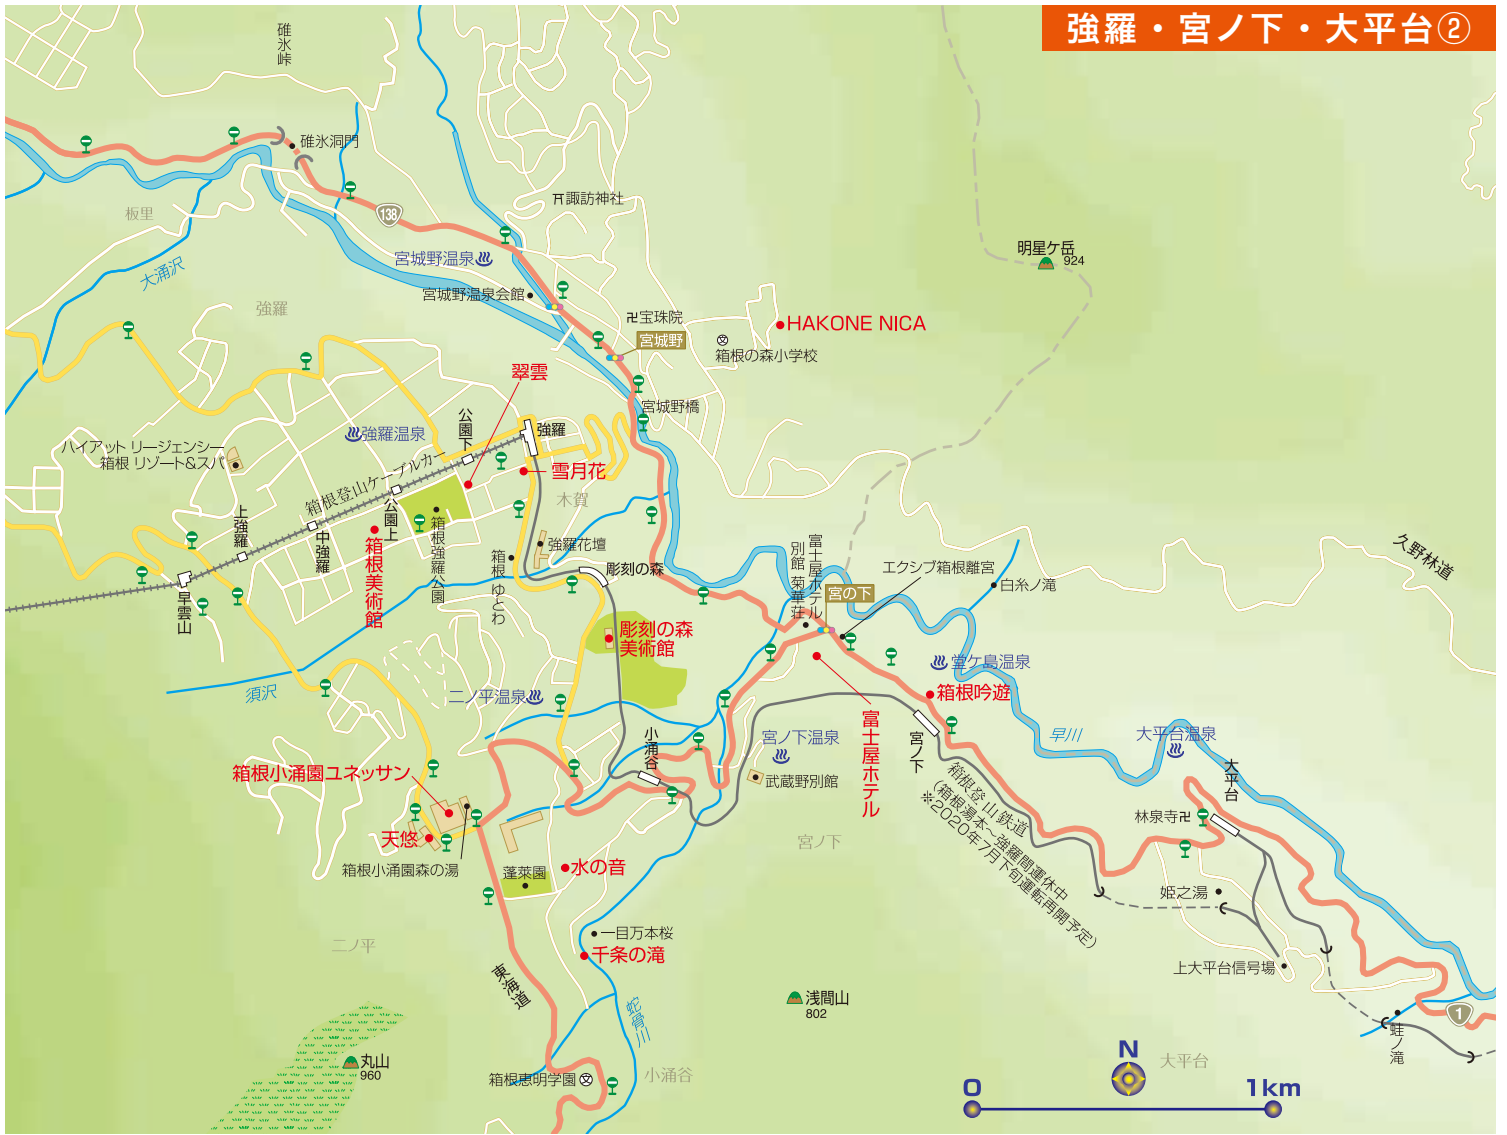 強羅・宮ノ下・大平台②
碓氷峠
碓氷洞門
138
板里
大涌沢
強羅
諏訪神社
宮城野温泉
宮城野温泉会館
卍宝珠院
宮城野
HAKONE NICA
箱根の森小学校
明星ケ岳
924
宮城野橋
翠雲
公園下
強羅
強羅温泉
ハイアット リージェンシー
箱根 リゾート&スパ
箱根登山ケーブルカー
雪月花
木賀
公園上
箱根強羅公園
上強羅
中強羅
箱根美術館
早雲山
箱根 ゆとわ
強羅花壇
彫刻の森
彫刻の森
美術館
富士屋ホテル
別館 菊華荘
エクシブ箱根離宮
宮の下
白糸ノ滝
久野林道
須沢
二ノ平温泉
堂ケ島温泉
箱根吟遊
早川
大平台温泉
小涌谷
宮ノ下温泉
武蔵野別館
富士屋ホテル
宮ノ下
箱根登山鉄道
(箱根湯本〜強羅間運休中
※2020年7月下旬運転再開予定)
大平台
林泉寺卍
箱根小涌園ユネッサン
天悠
箱根小涌園森の湯
蓬萊園
水の音
宮ノ下
姫之湯
一目万本桜
千条の滝
二ノ平
東海道
上大平台信号場
蛇骨川
浅間山
802
1
蛙ノ滝
丸山
960
箱根恵明学園
小涌谷
大平台
N
0
1km